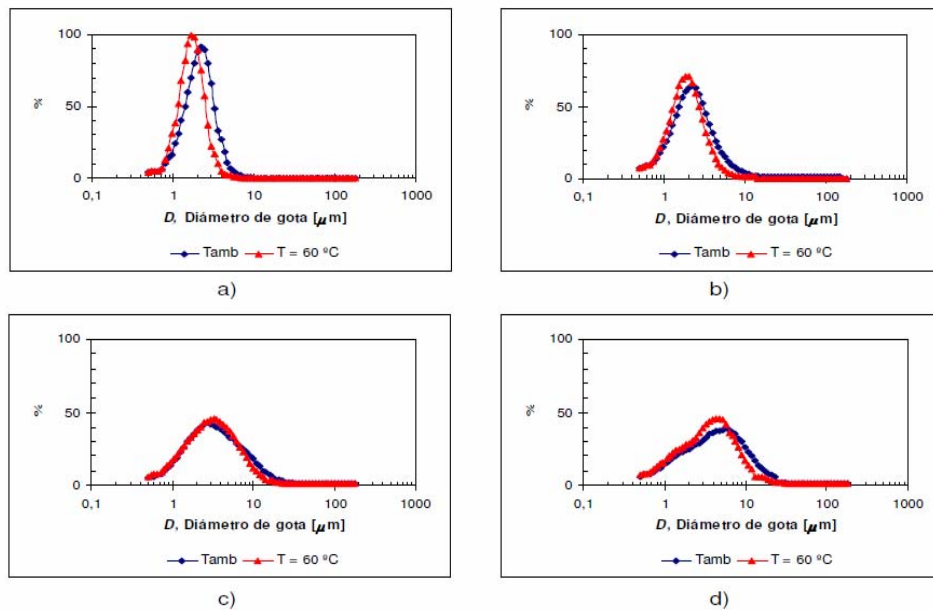 100
50
0
%
0,1 1 10 100 1000
D, Diámetro de gota [μm]
Tamb T = 60 ºC
a)
100
50
0
%
0,1 1 10 100 1000
D, Diámetro de gota [μm]
Tamb T = 60 ºC
b)
100
50
0
%
0,1 1 10 100 1000
D, Diámetro de gota [μm]
Tamb T = 60 ºC
c)
100
50
0
%
0,1 1 10 100 1000
D, Diámetro de gota [μm]
Tamb T = 60 ºC
d)